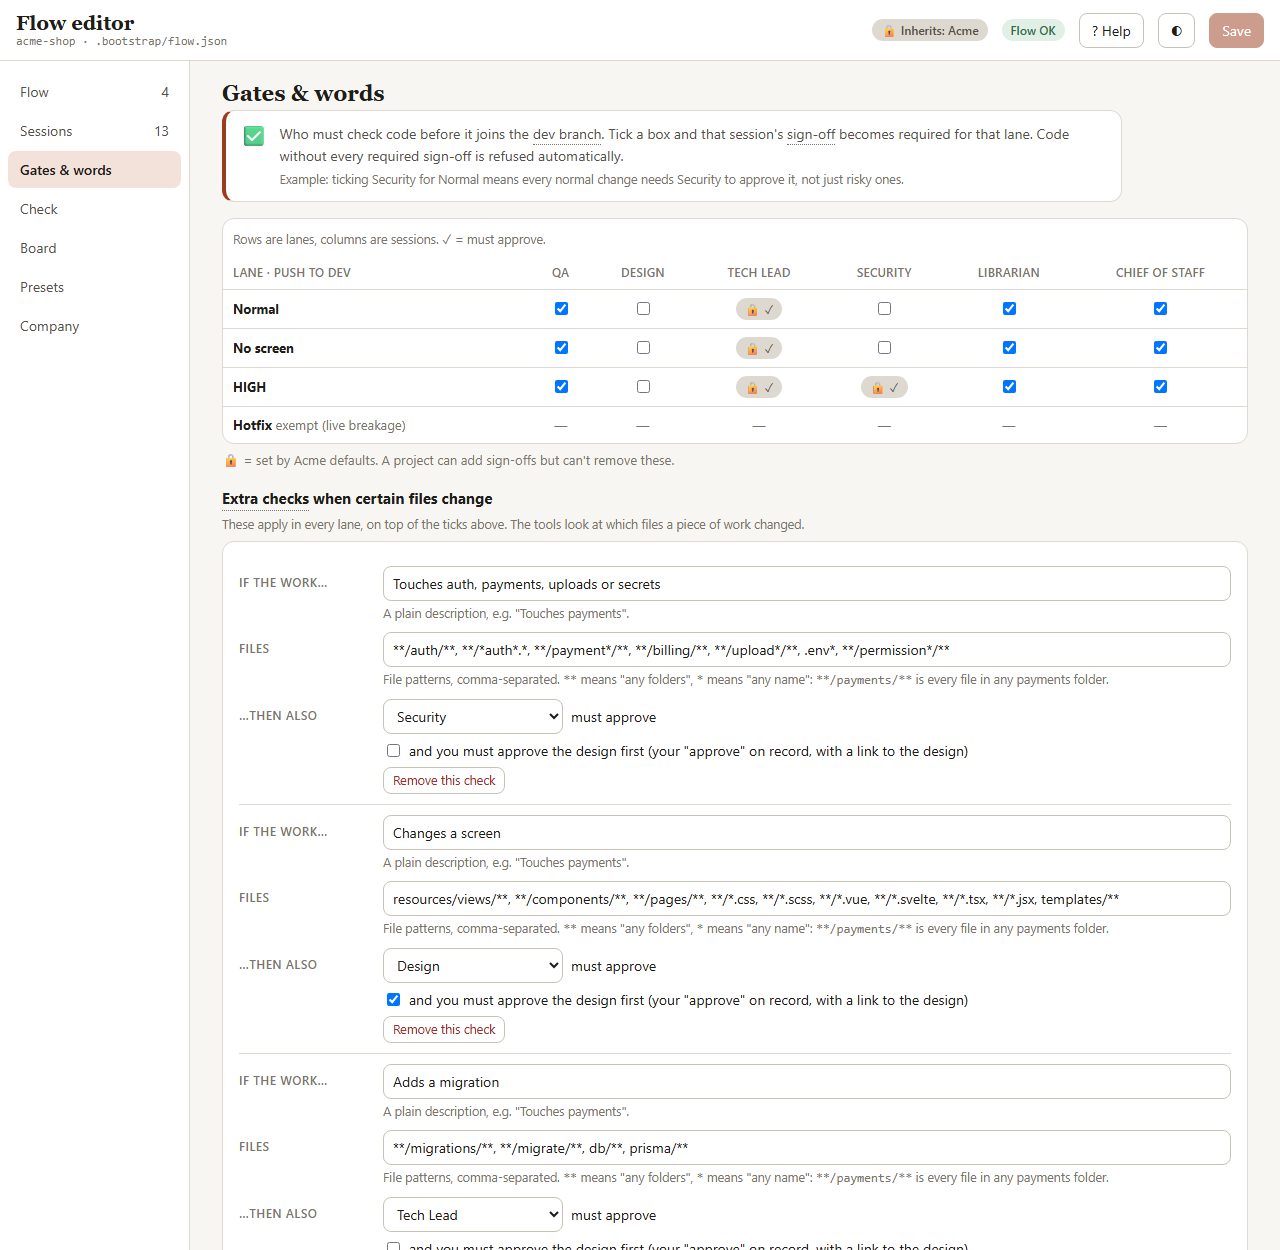 Flow editor
acme-shop · .bootstrap/flow.json
🔒 Inherits: Acme
Flow OK
? Help
◐
Save
Flow 4
Sessions 13
Gates & words
Check
Board
Presets
Company
Gates & words
✅ Who must check code before it joins the dev branch. Tick a box and that session's sign-off becomes required for that lane. Code
without every required sign-off is refused automatically.
Example: ticking Security for Normal means every normal change needs Security to approve it, not just risky ones.
Rows are lanes, columns are sessions. ✓ = must approve.
LANE · PUSH TO DEV QA DESIGN TECH LEAD SECURITY LIBRARIAN CHIEF OF STAFF
Normal 🔒 ✓
No screen 🔒 ✓
HIGH 🔒 ✓ 🔒 ✓
Hotfix exempt (live breakage) — — — — — —
🔒 = set by Acme defaults. A project can add sign-offs but can't remove these.
Extra checks when certain files change
These apply in every lane, on top of the ticks above. The tools look at which files a piece of work changed.
IF THE WORK... Touches auth, payments, uploads or secrets
A plain description, e.g. "Touches payments".
FILES **/auth/**, **/*auth*.*, **/payment*/**, **/billing/**, **/upload*/**, .env*, **/permission*/**
File patterns, comma-separated. ** means "any folders", * means "any name": **/payments/** is every file in any payments folder.
...THEN ALSO Security must approve
and you must approve the design first (your "approve" on record, with a link to the design)
Remove this check
IF THE WORK... Changes a screen
A plain description, e.g. "Touches payments".
FILES resources/views/**, **/components/**, **/pages/**, **/*.css, **/*.scss, **/*.vue, **/*.svelte, **/*.tsx, **/*.jsx, templates/**
File patterns, comma-separated. ** means "any folders", * means "any name": **/payments/** is every file in any payments folder.
...THEN ALSO Design must approve
and you must approve the design first (your "approve" on record, with a link to the design)
Remove this check
IF THE WORK... Adds a migration
A plain description, e.g. "Touches payments".
FILES **/migrations/**, **/migrate/**, db/**, prisma/**
File patterns, comma-separated. ** means "any folders", * means "any name": **/payments/** is every file in any payments folder.
...THEN ALSO Tech Lead must approve
and you must approve the design first (your "approve" on record, with a link to the design)